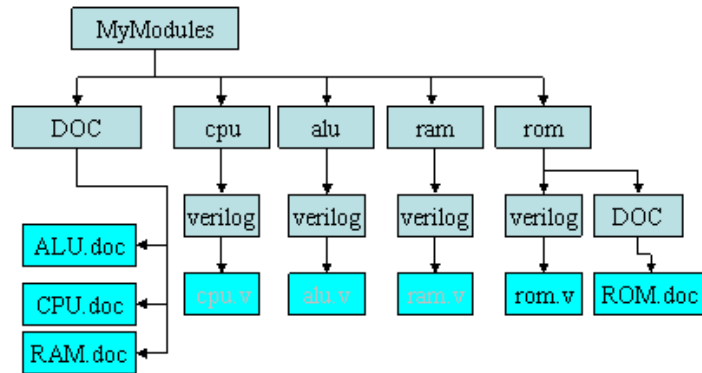 MyModules
DOC
cpu
alu
ram
rom
verilog
verilog
verilog
verilog
DOC
ALU.doc
cpu.v
alu.v
ram.v
rom.v
ROM.doc
CPU.doc
RAM.doc